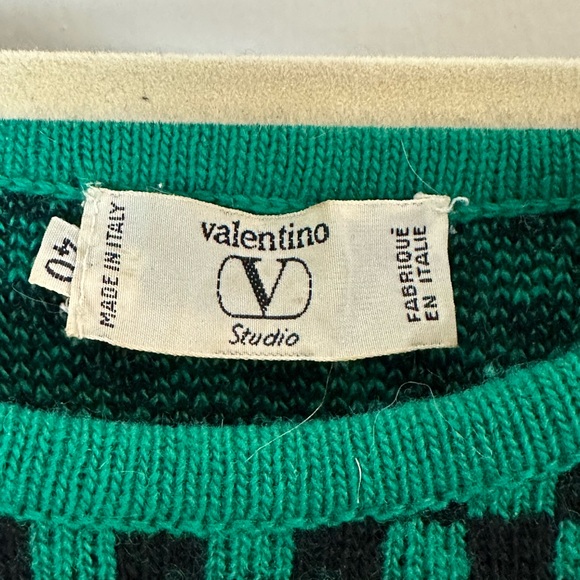 40
MADE IN ITALY
valentino
V
Studio
FABRIQUÉ
EN ITALIE